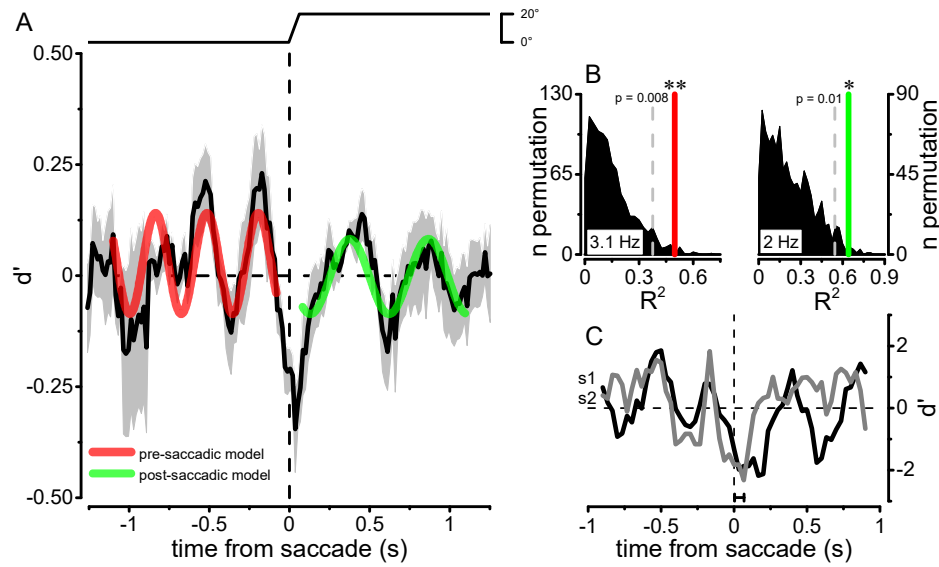 A
20°
0°
0.50
0.25
0
-0.25
-0.50
d'
-1
-0.5
0
0.5
1
time from saccade (s)
pre-saccadic model
post-saccadic model
B
130
65
0
n permutation
p = 0.008
**
3.1 Hz
0
0.3
0.6
R²
p = 0.01
*
2 Hz
0
0.3
0.6
0.9
R²
90
45
0
n permutation
C
s1
s2
2
0
-2
d'
-1
-0.5
0
0.5
1
time from saccade (s)